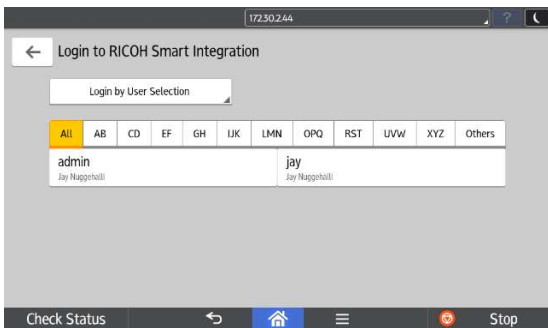 172.30.2.44
?
Login to RICOH Smart Integration
Login by User Selection
All AB CD EF GH IJK LMN OPQ RST UVW XYZ Others
admin jay
Jay Nuggehalli Jay Nuggehalli
Check Status Stop